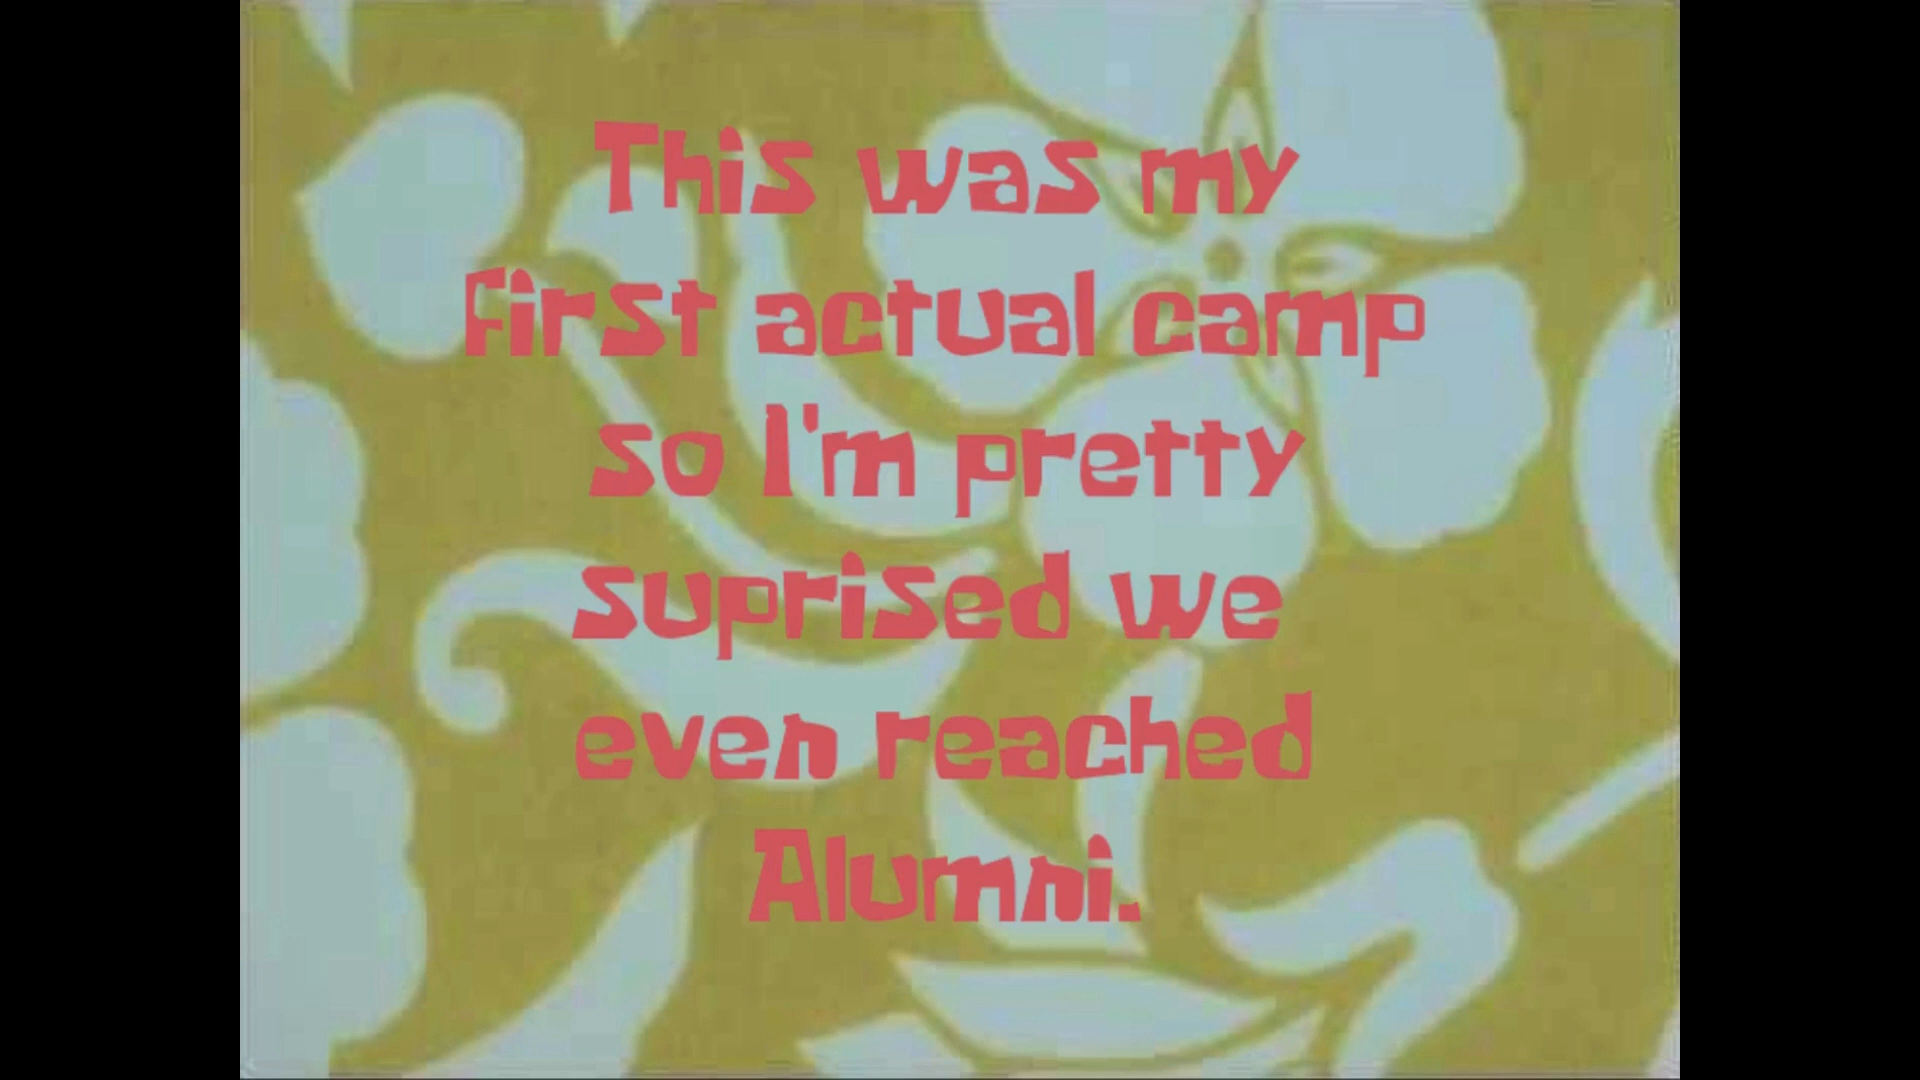 This was my
first actual camp
so I'm pretty
suprised we
even reached
Alumni.